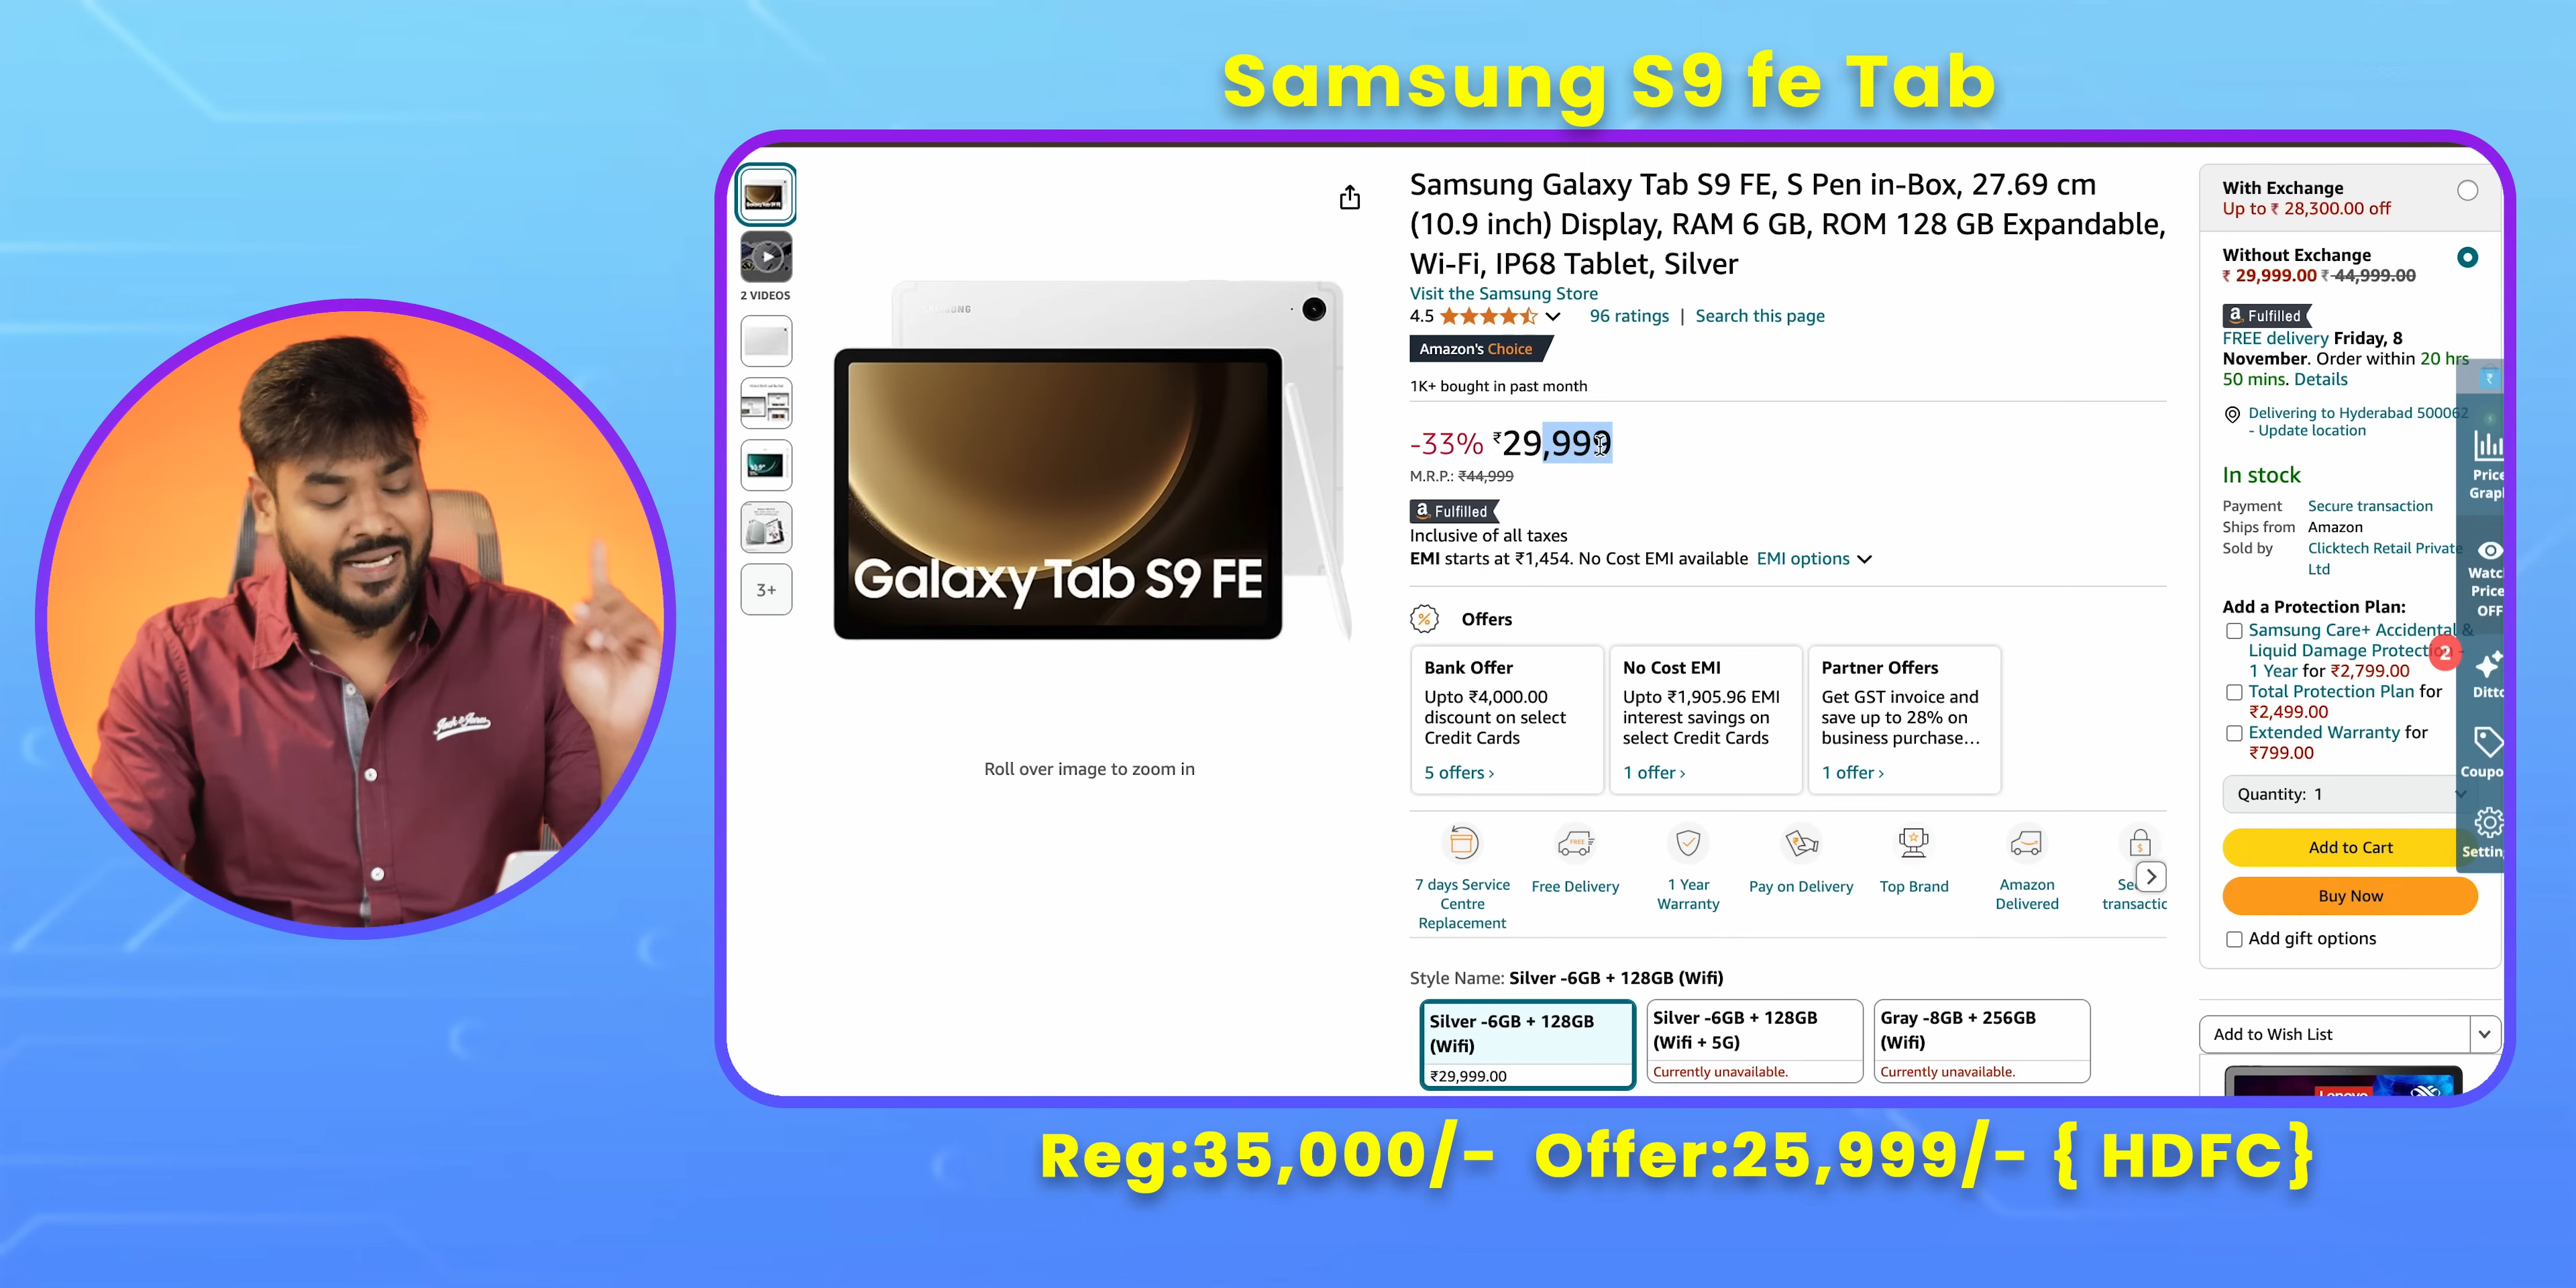 Samsung S9 fe Tab
2 VIDEOS
3+
Galaxy Tab S9 FE
Roll over image to zoom in
Samsung Galaxy Tab S9 FE, S Pen in-Box, 27.69 cm
(10.9 inch) Display, RAM 6 GB, ROM 128 GB Expandable,
Wi-Fi, IP68 Tablet, Silver
Visit the Samsung Store
4.5
96 ratings | Search this page
Amazon's Choice
1K+ bought in past month
-33% ₹29,999
M.R.P.: ₹44,999
a Fulfilled
Inclusive of all taxes
EMI starts at ₹1,454. No Cost EMI available EMI options
Offers
Bank Offer
Upto ₹4,000.00
discount on select
Credit Cards
5 offers ›
No Cost EMI
Upto ₹1,905.96 EMI
interest savings on
select Credit Cards
1 offer ›
Partner Offers
Get GST invoice and
save up to 28% on
business purchase…
1 offer ›
7 days Service
Centre
Replacement
FREE
Free Delivery
1 Year
Warranty
Pay on Delivery
Top Brand
Amazon
Delivered
Style Name: Silver -6GB + 128GB (Wifi)
Silver -6GB + 128GB
(Wifi)
₹29,999.00
Silver -6GB + 128GB
(Wifi + 5G)
Currently unavailable.
Gray -8GB + 256GB
(Wifi)
Currently unavailable.
With Exchange
Up to ₹ 28,300.00 off
Without Exchange
₹ 29,999.00 ₹ 44,999.00
a Fulfilled
FREE delivery Friday, 8
November. Order within 20 hrs
50 mins. Details
Delivering to Hyderabad 500062
- Update location
In stock
Payment Secure transaction
Ships from Amazon
Sold by Clicktech Retail Private
Ltd
Add a Protection Plan:
Samsung Care+ Accidental &
Liquid Damage Protection -
1 Year for ₹2,799.00
Total Protection Plan for
₹2,499.00
Extended Warranty for
₹799.00
Quantity: 1
Add to Cart
Buy Now
Add gift options
Add to Wish List
Price
OFF
2
Jack & Jones
Reg:35,000/- Offer:25,999/- { HDFC}